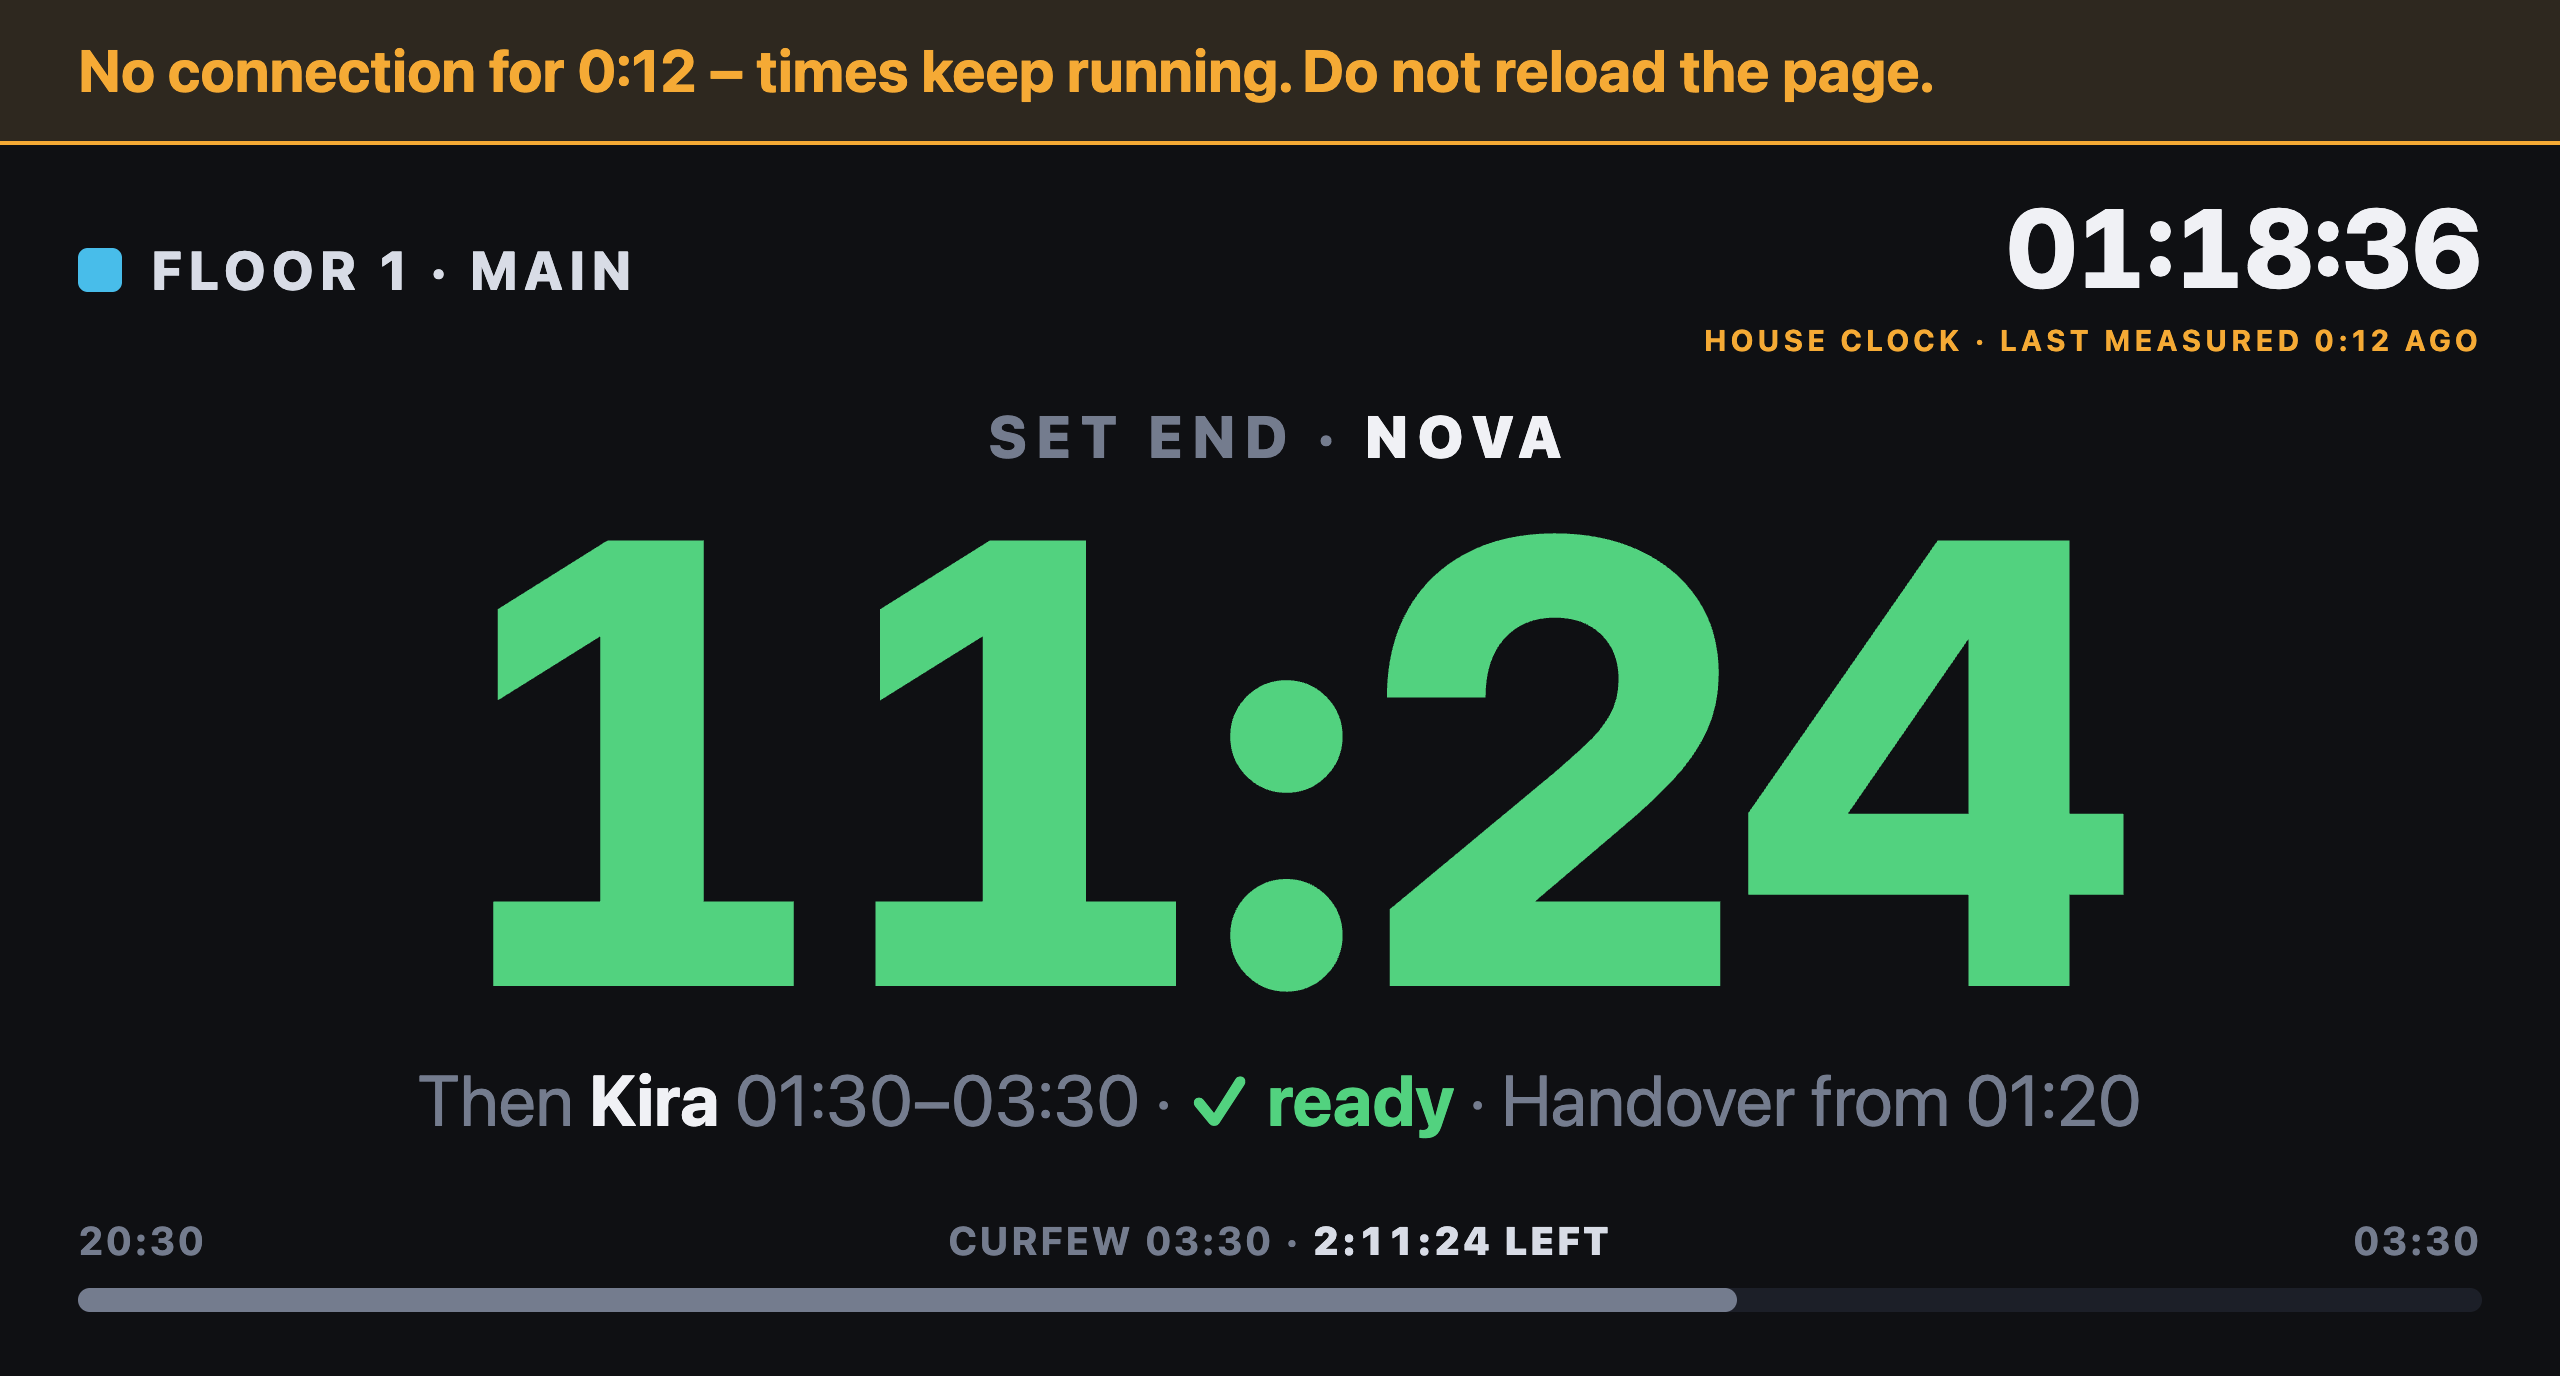 No connection for 0:12 – times keep running. Do not reload the page.
FLOOR 1 · MAIN
01:18:36
HOUSE CLOCK · LAST MEASURED 0:12 AGO
SET END · NOVA
11:24
Then Kira 01:30–03:30 · ✓ ready · Handover from 01:20
20:30
CURFEW 03:30 · 2:11:24 LEFT
03:30